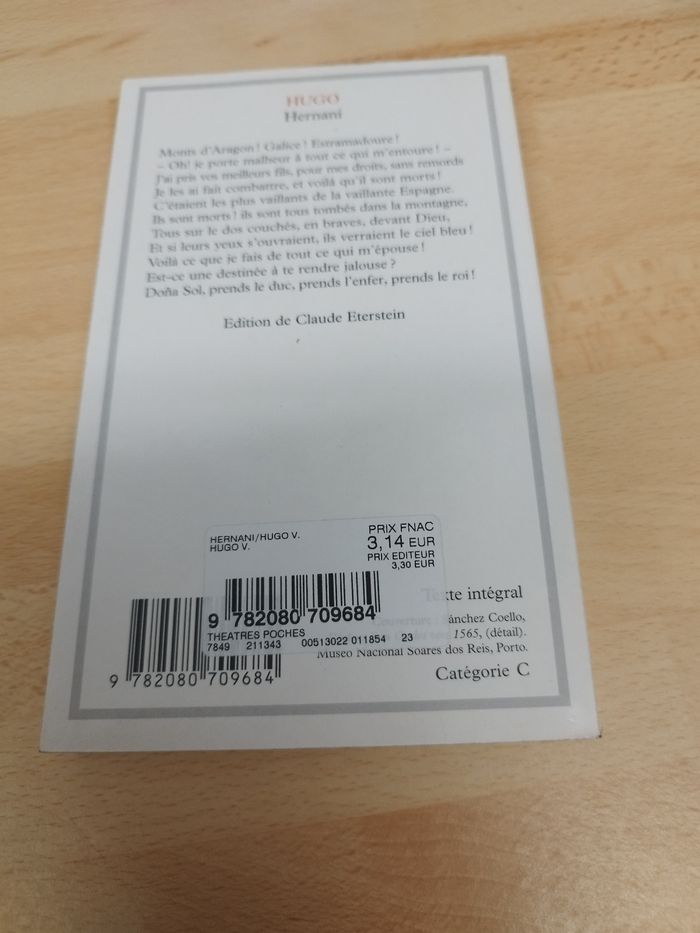 HUGO
Hernani
Monts d'Aragon ! Galice ! Estramadoure !
– Oh! je porte malheur à tout ce qui m'entoure ! –
J'ai pris vos meilleurs fils, pour mes droits, sans remords
Je les ai fait combattre, et voilà qu'il sont morts !
C'étaient les plus vaillants de la vaillante Espagne.
Ils sont morts ! ils sont tous tombés dans la montagne,
Tous sur le dos couchés, en braves, devant Dieu,
Et si leurs yeux s'ouvraient, ils verraient le ciel bleu !
Voilà ce que je fais de tout ce qui m'épouse !
Est-ce une destinée à te rendre jalouse ?
Doña Sol, prends le duc, prends l'enfer, prends le roi !
Edition de Claude Eterstein
HERNANI/HUGO V.
HUGO V.
PRIX FNAC
3,14 EUR
PRIX EDITEUR
3,30 EUR
9 782080 709684
THEATRES POCHES
7849 211343 00513022 011854 23
Texte intégral
Couverture : Sánchez Coello,
1565, (détail).
Museo Nacional Soares dos Reis, Porto.
Catégorie C
9 782080 709684